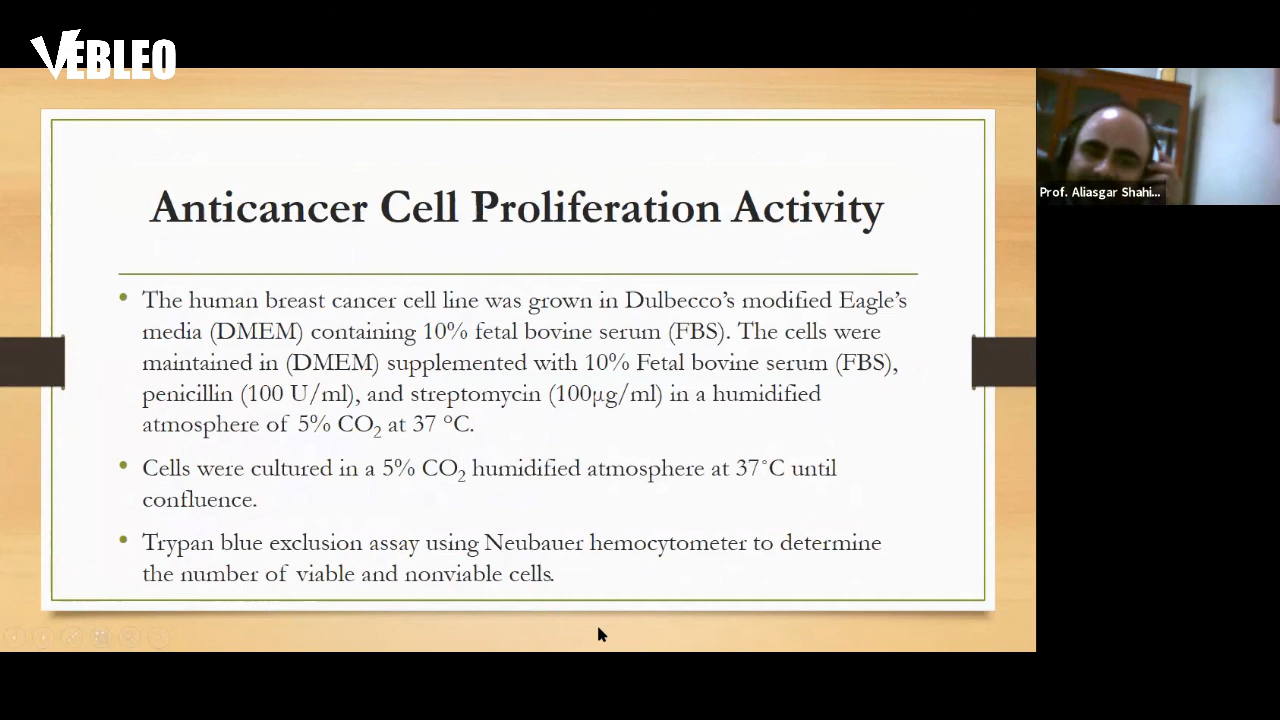 VEBLEO
Anticancer Cell Proliferation Activity
• The human breast cancer cell line was grown in Dulbecco’s modified Eagle’s
media (DMEM) containing 10% fetal bovine serum (FBS). The cells were
maintained in (DMEM) supplemented with 10% Fetal bovine serum (FBS),
penicillin (100 U/ml), and streptomycin (100μg/ml) in a humidified
atmosphere of 5% CO₂ at 37 °C.
• Cells were cultured in a 5% CO₂ humidified atmosphere at 37˚C until
confluence.
• Trypan blue exclusion assay using Neubauer hemocytometer to determine
the number of viable and nonviable cells.
Prof. Aliasgar Shahi...